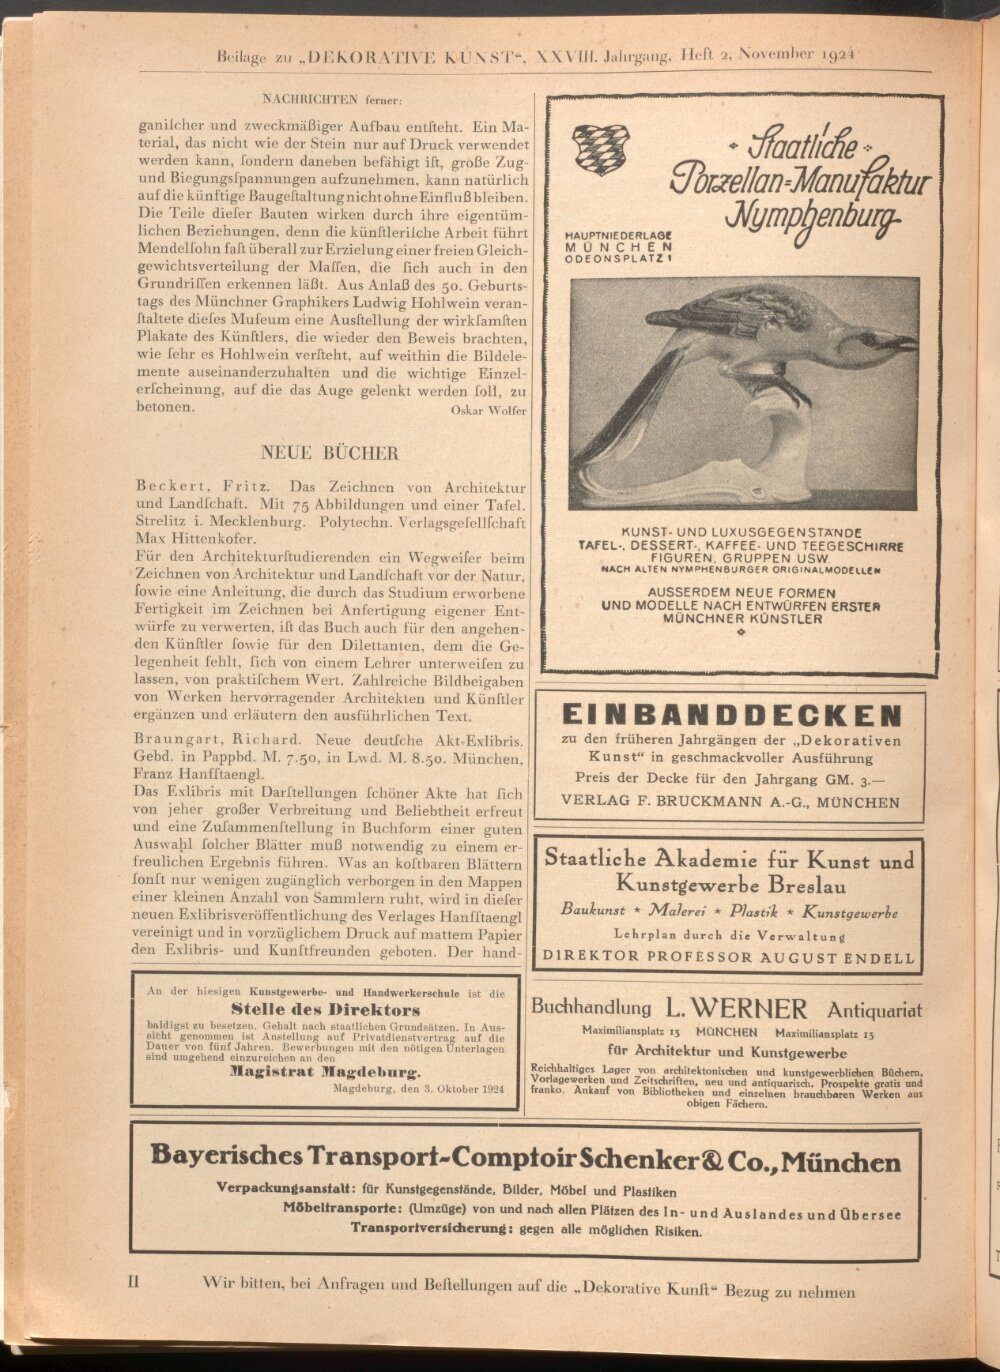 Beilage zu „DEKORATIVE KUNST“, XXVIII. Jahrgang, Heft 2, November 1924
NACHRICHTEN ferner:
ganiſcher und zweckmäßiger Aufbau entſteht. Ein Ma-
terial, das nicht wie der Stein nur auf Druck verwendet
werden kann, ſondern daneben befähigt iſt, große Zug-
und Biegungsſpannungen aufzunehmen, kann natürlich
auf die künftige Baugeſtaltung nicht ohne Einfluß bleiben.
Die Teile dieſer Bauten wirken durch ihre eigentüm-
lichen Beziehungen, denn die künſtleriſche Arbeit führt
Mendelſohn faſt überall zur Erzielung einer freien Gleich-
gewichtsverteilung der Maſſen, die ſich auch in den
Grundriſſen erkennen läßt. Aus Anlaß des 50. Geburts-
tags des Münchner Graphikers Ludwig Hohlwein veran-
ſtaltete dieſes Muſeum eine Ausſtellung der wirkſamſten
Plakate des Künſtlers, die wieder den Beweis brachten,
wie ſehr es Hohlwein verſteht, auf weithin die Bildele-
mente auseinanderzuhalten und die wichtige Einzel-
erſcheinung, auf die das Auge gelenkt werden ſoll, zu
betonen. Oskar Wolfer
NEUE BÜCHER
Beckert, Fritz. Das Zeichnen von Architektur
und Landſchaft. Mit 75 Abbildungen und einer Tafel.
Strelitz i. Mecklenburg. Polytechn. Verlagsgeſellſchaft
Max Hittenkofer.
Für den Architekturſtudierenden ein Wegweiſer beim
Zeichnen von Architektur und Landſchaft vor der Natur,
ſowie eine Anleitung, die durch das Studium erworbene
Fertigkeit im Zeichnen bei Anfertigung eigener Ent-
würfe zu verwerten, iſt das Buch auch für den angehen-
den Künſtler ſowie für den Dilettanten, dem die Ge-
legenheit fehlt, ſich von einem Lehrer unterweiſen zu
lassen, von praktiſchem Wert. Zahlreiche Bildbeigaben
von Werken hervorragender Architekten und Künſtler
ergänzen und erläutern den ausführlichen Text.
Braungart, Richard. Neue deutſche Akt-Exlibris.
Gebd. in Pappbd. M. 7.50, in Lwd. M. 8.50. München,
Franz Hanfſtaengl.
Das Exlibris mit Darſtellungen ſchöner Akte hat ſich
von jeher großer Verbreitung und Beliebtheit erfreut
und eine Zuſammenſtellung in Buchform einer guten
Auswahl ſolcher Blätter muß notwendig zu einem er-
freulichen Ergebnis führen. Was an koſtbaren Blättern
ſonſt nur wenigen zugänglich verborgen in den Mappen
einer kleinen Anzahl von Sammlern ruht, wird in dieſer
neuen Exlibrisveröffentlichung des Verlages Hanfſtaengl
vereinigt und in vorzüglichem Druck auf mattem Papier
den Exlibris- und Kunſtfreunden geboten. Der hand-
An der hiesigen Kunstgewerbe- und Handwerkerschule ist die
Stelle des Direktors
baldigst zu besetzen. Gehalt nach staatlichen Grundsätzen. In Aus-
sicht genommen ist Anstellung auf Privatdienstvertrag auf die
Dauer von fünf Jahren. Bewerbungen mit den nötigen Unterlagen
sind umgehend einzureichen an den
Magistrat Magdeburg.
Magdeburg, den 3. Oktober 1924
Staatliche
Porzellan-Manufaktur
Nymphenburg
HAUPTNIEDERLAGE
MÜNCHEN
ODEONSPLATZ 1
KUNST- UND LUXUSGEGENSTÄNDE
TAFEL-, DESSERT-, KAFFEE- UND TEEGESCHIRRE
FIGUREN, GRUPPEN USW.
NACH ALTEN NYMPHENBURGER ORIGINALMODELLEN
AUSSERDEM NEUE FORMEN
UND MODELLE NACH ENTWÜRFEN ERSTER
MÜNCHNER KÜNSTLER
EINBANDDECKEN
zu den früheren Jahrgängen der „Dekorativen
Kunst“ in geschmackvoller Ausführung
Preis der Decke für den Jahrgang GM. 3.—
VERLAG F. BRUCKMANN A.-G., MÜNCHEN
Staatliche Akademie für Kunst und
Kunstgewerbe Breslau
Baukunst * Malerei * Plastik * Kunstgewerbe
Lehrplan durch die Verwaltung
DIREKTOR PROFESSOR AUGUST ENDELL
Buchhandlung L. WERNER Antiquariat
Maximiliansplatz 13 MÜNCHEN Maximiliansplatz 13
für Architektur und Kunstgewerbe
Reichhaltiges Lager von architektonischen und kunstgewerblichen Büchern,
Vorlagewerken und Zeitschriften, neu und antiquarisch. Prospekte gratis und
franko. Ankauf von Bibliotheken und einzelnen brauchbaren Werken aus
obigen Fächern.
Bayerisches Transport-Comptoir Schenker & Co., München
Verpackungsanstalt: für Kunstgegenstände, Bilder, Möbel und Plastiken
Möbeltransporte: (Umzüge) von und nach allen Plätzen des In- und Auslandes und Übersee
Transportversicherung: gegen alle möglichen Risiken.
II Wir bitten, bei Anfragen und Beſtellungen auf die „Dekorative Kunſt“ Bezug zu nehmen